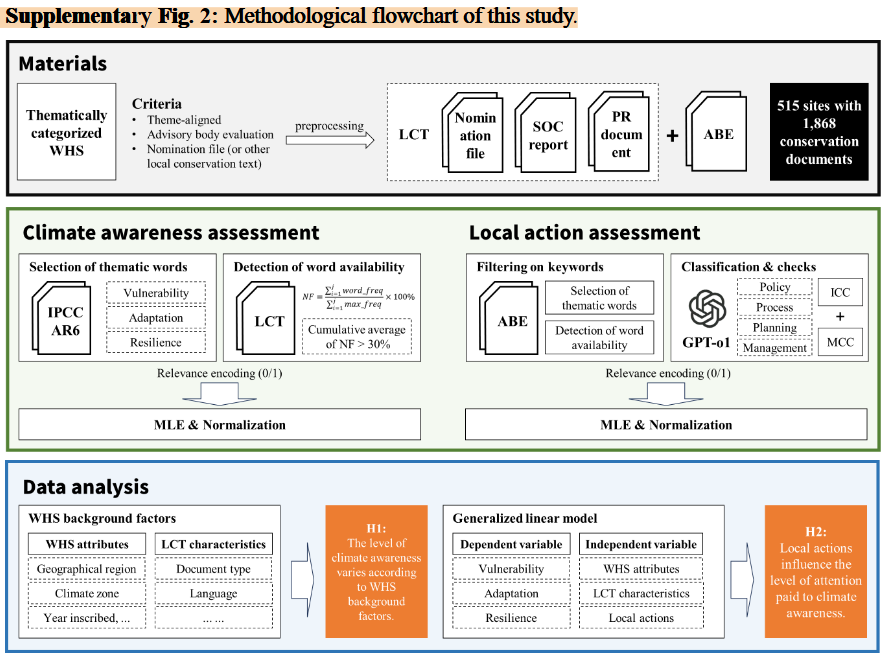 Supplementary Fig. 2: Methodological flowchart of this study.
Materials
Thematically
categorized
WHS
Criteria
• Theme-aligned
• Advisory body evaluation
• Nomination file (or other
local conservation text)
preprocessing
LCT
Nomin
ation
file
SOC
report
PR
docum
ent
+
ABE
515 sites with
1,868
conservation
documents
Climate awareness assessment
Selection of thematic words
IPCC
AR6
Vulnerability
Adaptation
Resilience
Detection of word availability
LCT
NF = \frac{\sum_{i=1}^{j} word\_freq}{\sum_{i=1}^{j} max\_freq} × 100%
Cumulative average
of NF > 30%
Relevance encoding (0/1)
MLE & Normalization
Local action assessment
Filtering on keywords
ABE
Selection of
thematic words
Detection of word
availability
Classification & checks
GPT-o1
Policy
Process
Planning
Management
ICC
+
MCC
Relevance encoding (0/1)
MLE & Normalization
Data analysis
WHS background factors
WHS attributes
Geographical region
Climate zone
Year inscribed, ...
LCT characteristics
Document type
Language
... ...
H1:
The level of
climate awareness
varies according
to WHS
background
factors.
Generalized linear model
Dependent variable
Vulnerability
Adaptation
Resilience
Independent variable
WHS attributes
LCT characteristics
Local actions
H2:
Local actions
influence the
level of attention
paid to climate
awareness.